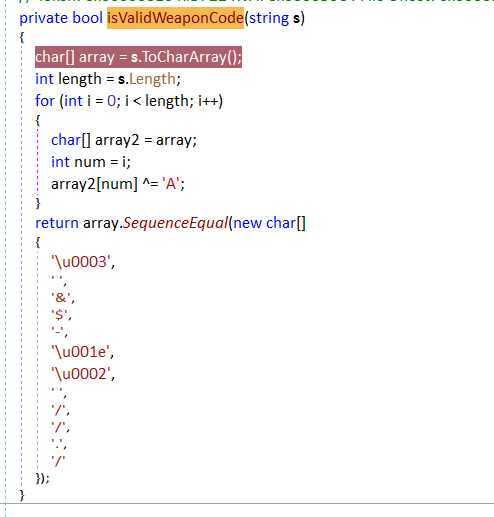 private bool isValidWeaponCode(string s)
{
char[] array = s.ToCharArray();
int length = s.Length;
for (int i = 0; i < length; i++)
{
char[] array2 = array;
int num = i;
array2[num] ^= 'A';
}
return array.SequenceEqual(new char[]
{
'\u0003',
' ',
'&',
'$',
'-',
'\u001e',
'\u0002',
' ',
'/',
'/',
'.',
'/'
});
}